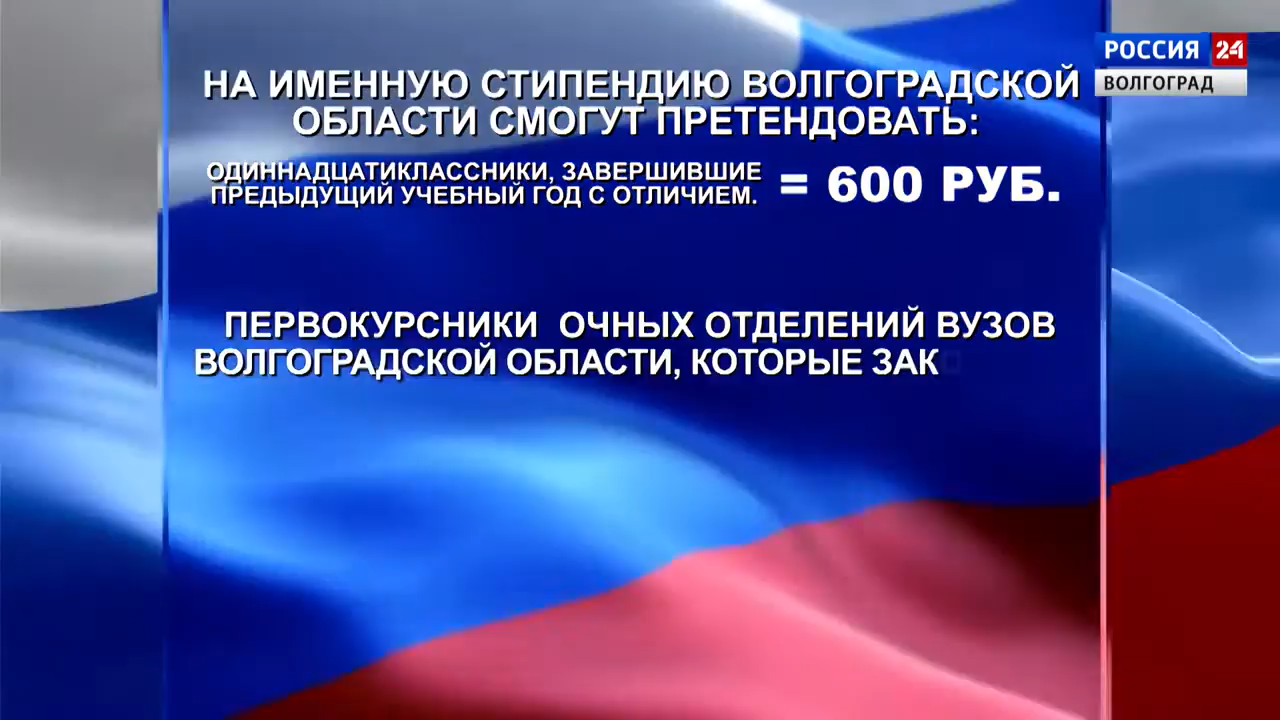 РОССИЯ 24
ВОЛГОГРАД
НА ИМЕННУЮ СТИПЕНДИЮ ВОЛГОГРАДСКОЙ
ОБЛАСТИ СМОГУТ ПРЕТЕНДОВАТЬ:
ОДИННАДЦАТИКЛАССНИКИ, ЗАВЕРШИВШИЕ
ПРЕДЫДУЩИЙ УЧЕБНЫЙ ГОД С ОТЛИЧИЕМ.
= 600 РУБ.
ПЕРВОКУРСНИКИ ОЧНЫХ ОТДЕЛЕНИЙ ВУЗОВ
ВОЛГОГРАДСКОЙ ОБЛАСТИ, КОТОРЫЕ ЗАК